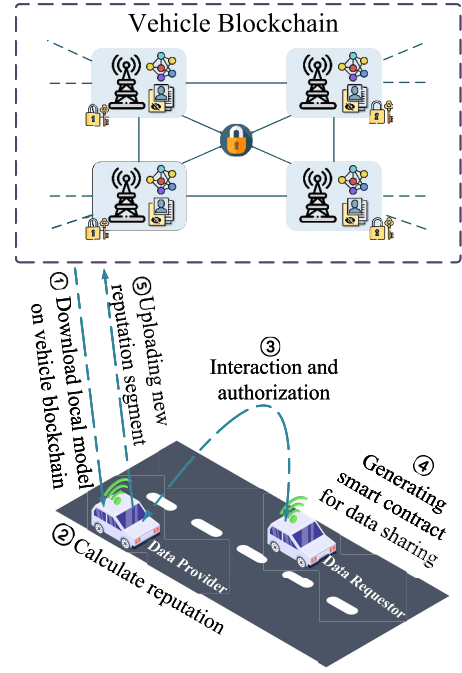 Vehicle Blockchain
① Download local model
on vehicle blockchain
⑤Uploading new
reputation segment
③
Interaction and
authorization
④
Generating
smart contract
for data sharing
②Calculate reputation
Data Provider
Data Requestor